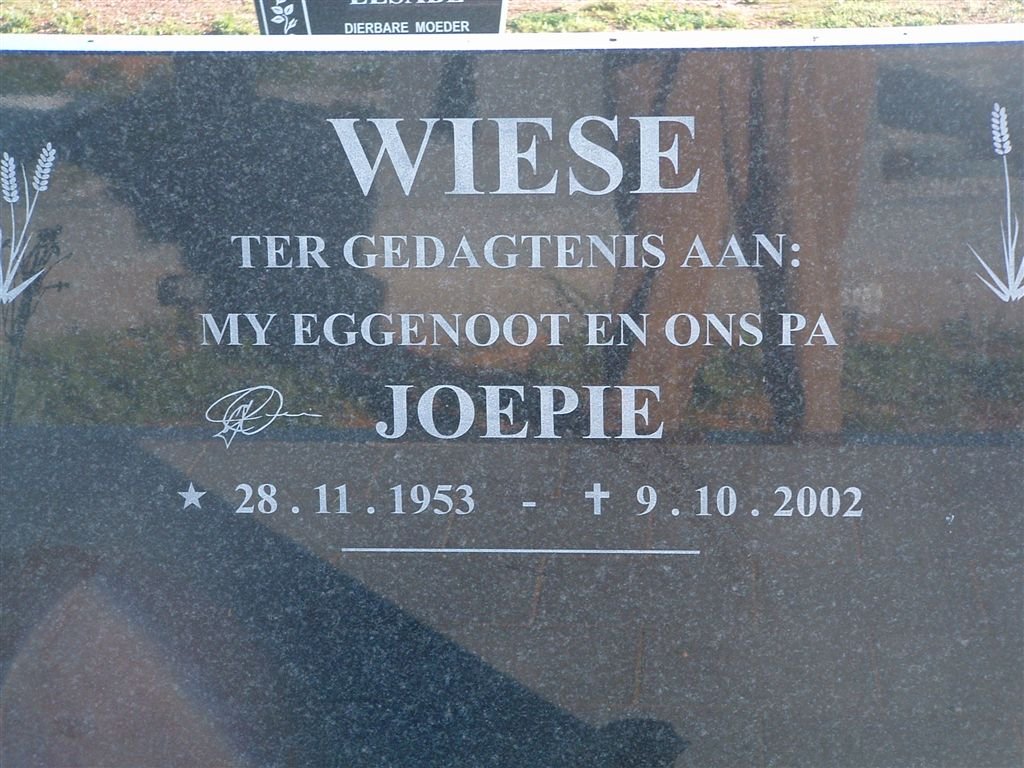 DIERBARE MOEDER
WIESE
TER GEDAGTENIS AAN:
MY EGGENOOT EN ONS PA
JOEPIE
★ 28 . 11 . 1953 - ✝ 9 . 10 . 2002